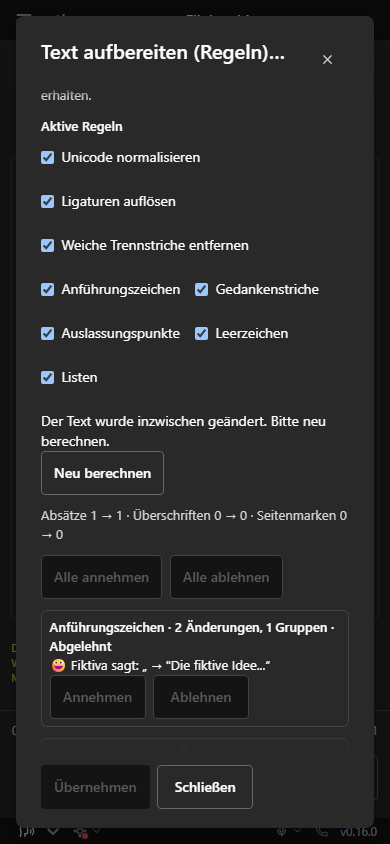 Text aufbereiten (Regeln)...
erhalten.
Aktive Regeln
Unicode normalisieren
Ligaturen auflösen
Weiche Trennstriche entfernen
Anführungszeichen Gedankenstriche
Auslassungspunkte Leerzeichen
Listen
Der Text wurde inzwischen geändert. Bitte neu
berechnen.
Neu berechnen
Absätze 1 → 1 · Überschriften 0 → 0 · Seitenmarken 0
→ 0
Alle annehmen Alle ablehnen
Anführungszeichen · 2 Änderungen, 1 Gruppen ·
Abgelehnt
😀 Fiktiva sagt: „ → "Die fiktive Idee..."
Annehmen Ablehnen
Übernehmen Schließen
v0.16.0